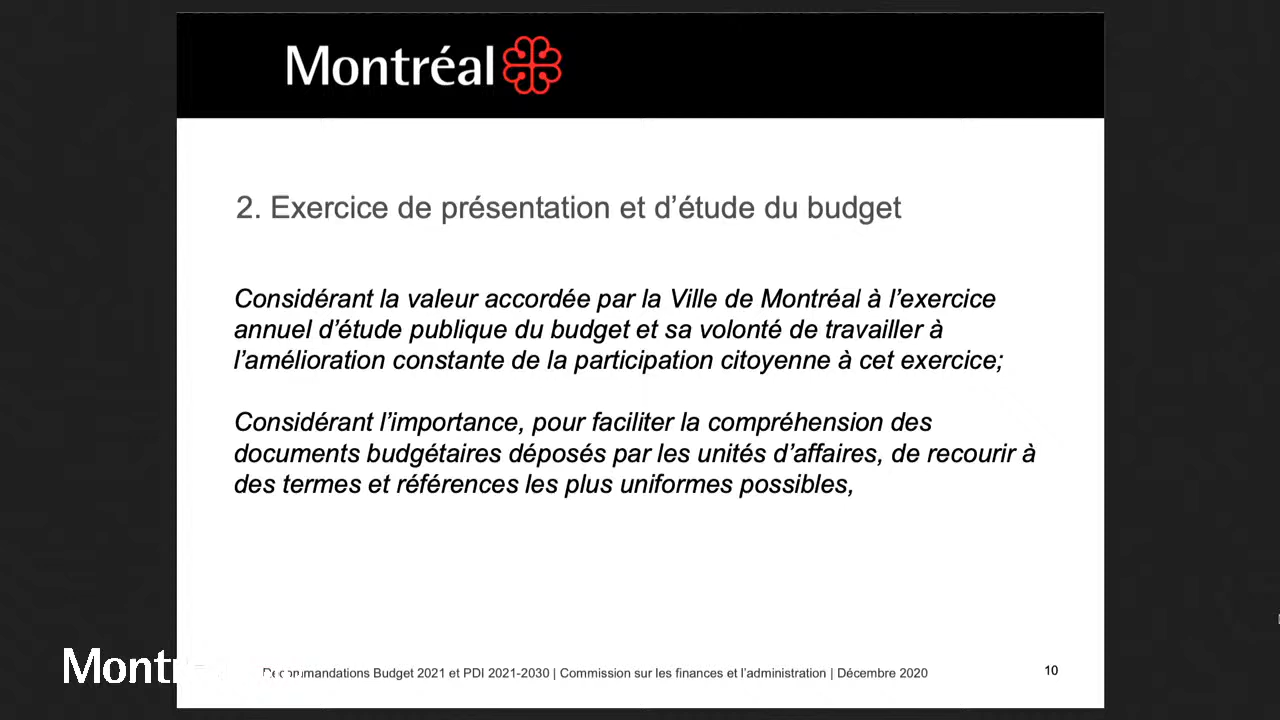 Montréal
2. Exercice de présentation et d’étude du budget
Considérant la valeur accordée par la Ville de Montréal à l’exercice
annuel d’étude publique du budget et sa volonté de travailler à
l’amélioration constante de la participation citoyenne à cet exercice;
Considérant l’importance, pour faciliter la compréhension des
documents budgétaires déposés par les unités d’affaires, de recourir à
des termes et références les plus uniformes possibles,
Montré
Recommandations Budget 2021 et PDI 2021-2030 | Commission sur les finances et l’administration | Décembre 2020
10